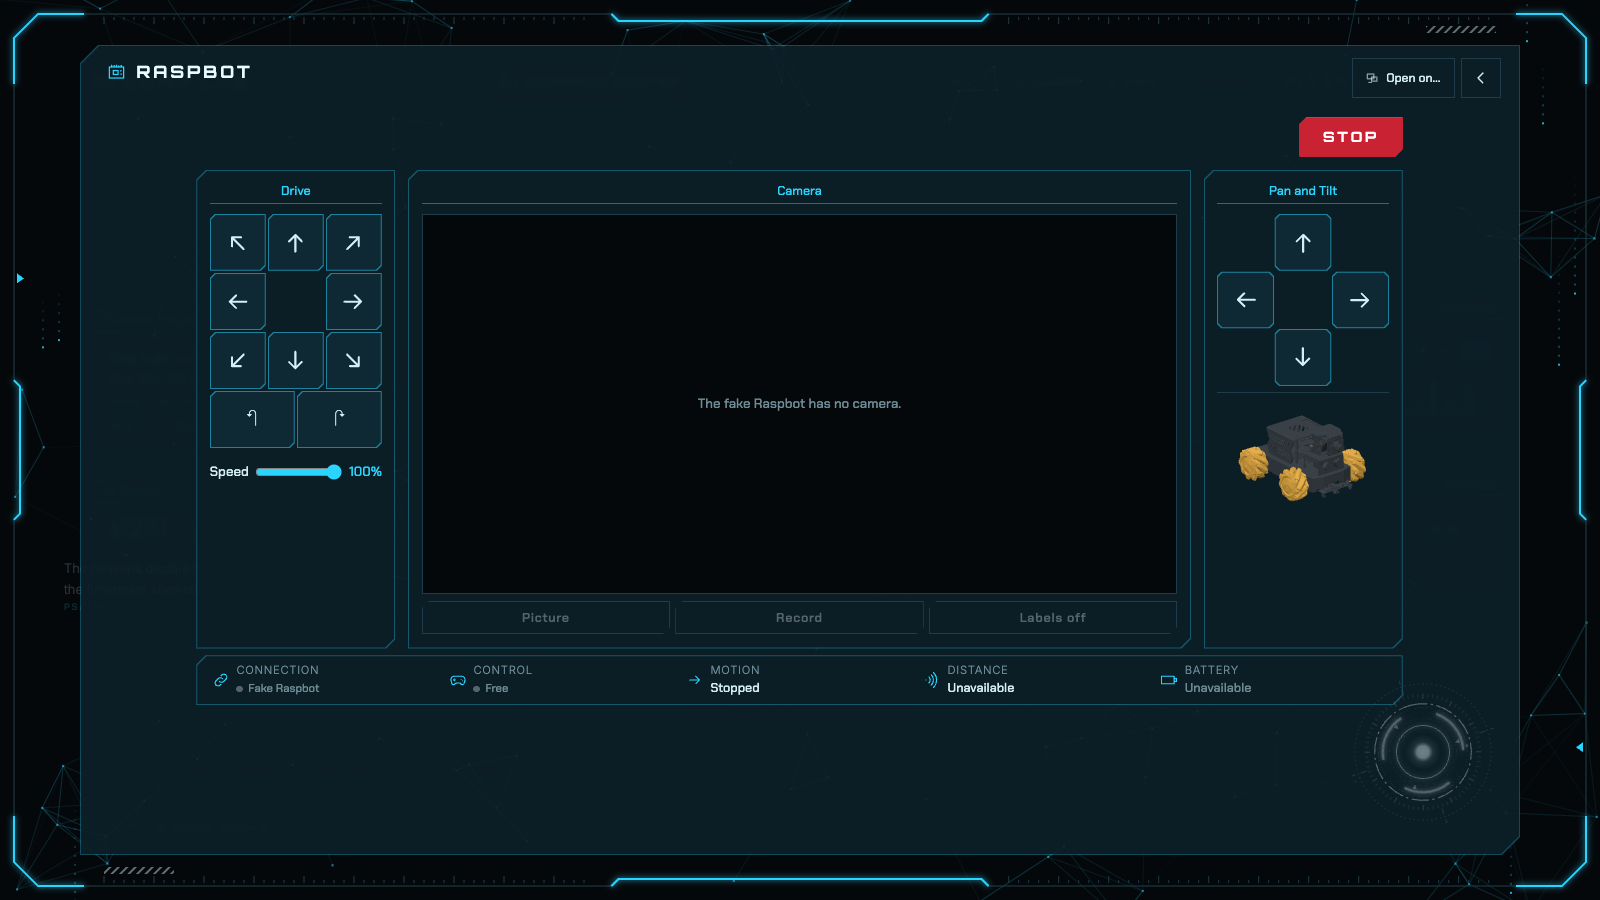 RASPBOT
Open on...
STOP
Drive
Camera
Pan and Tilt
The fake Raspbot has no camera.
Speed 100%
Picture
Record
Labels off
CONNECTION
Fake Raspbot
CONTROL
Free
MOTION
Stopped
DISTANCE
Unavailable
BATTERY
Unavailable